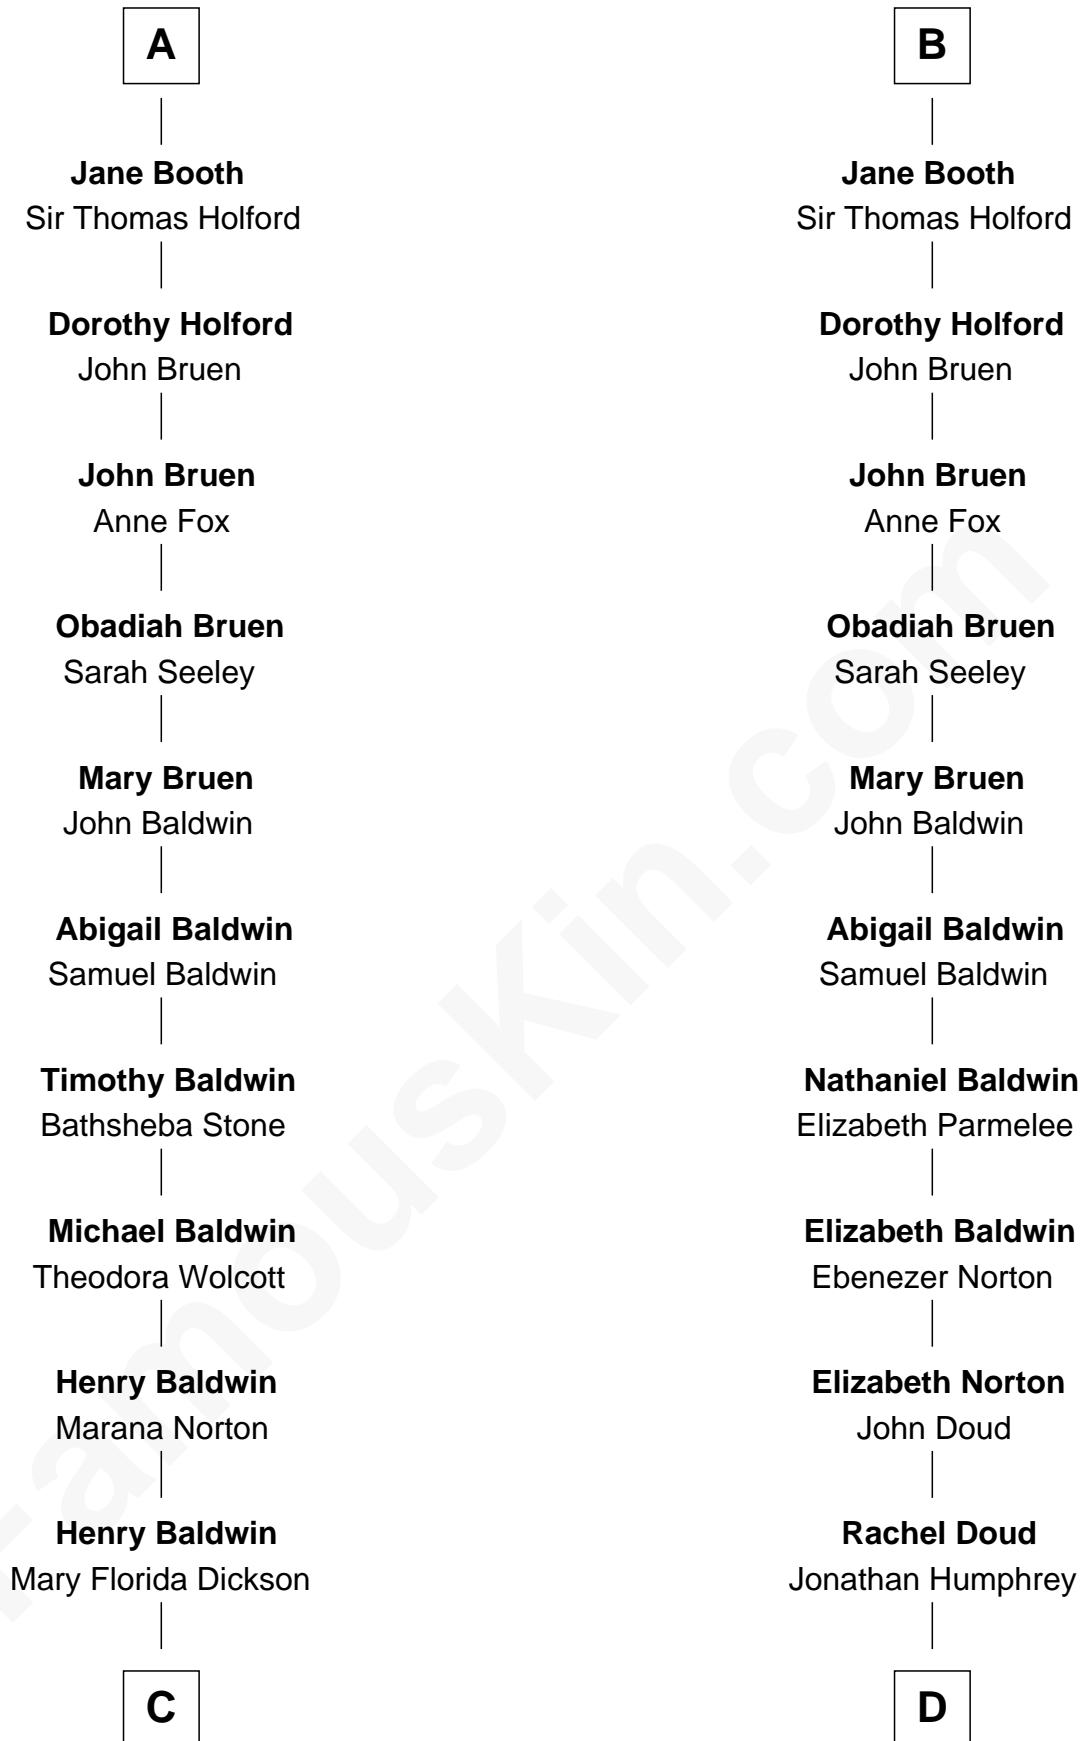 A
Jane Booth
Sir Thomas Holford
Dorothy Holford
John Bruen
John Bruen
Anne Fox
Obadiah Bruen
Sarah Seeley
Mary Bruen
John Baldwin
Abigail Baldwin
Samuel Baldwin
Timothy Baldwin
Bathsheba Stone
Michael Baldwin
Theodora Wolcott
Henry Baldwin
Marana Norton
Henry Baldwin
Mary Florida Dickson
C
B
Jane Booth
Sir Thomas Holford
Dorothy Holford
John Bruen
John Bruen
Anne Fox
Obadiah Bruen
Sarah Seeley
Mary Bruen
John Baldwin
Abigail Baldwin
Samuel Baldwin
Nathaniel Baldwin
Elizabeth Parmelee
Elizabeth Baldwin
Ebenezer Norton
Elizabeth Norton
John Doud
Rachel Doud
Jonathan Humphrey
D
FamousKin.com